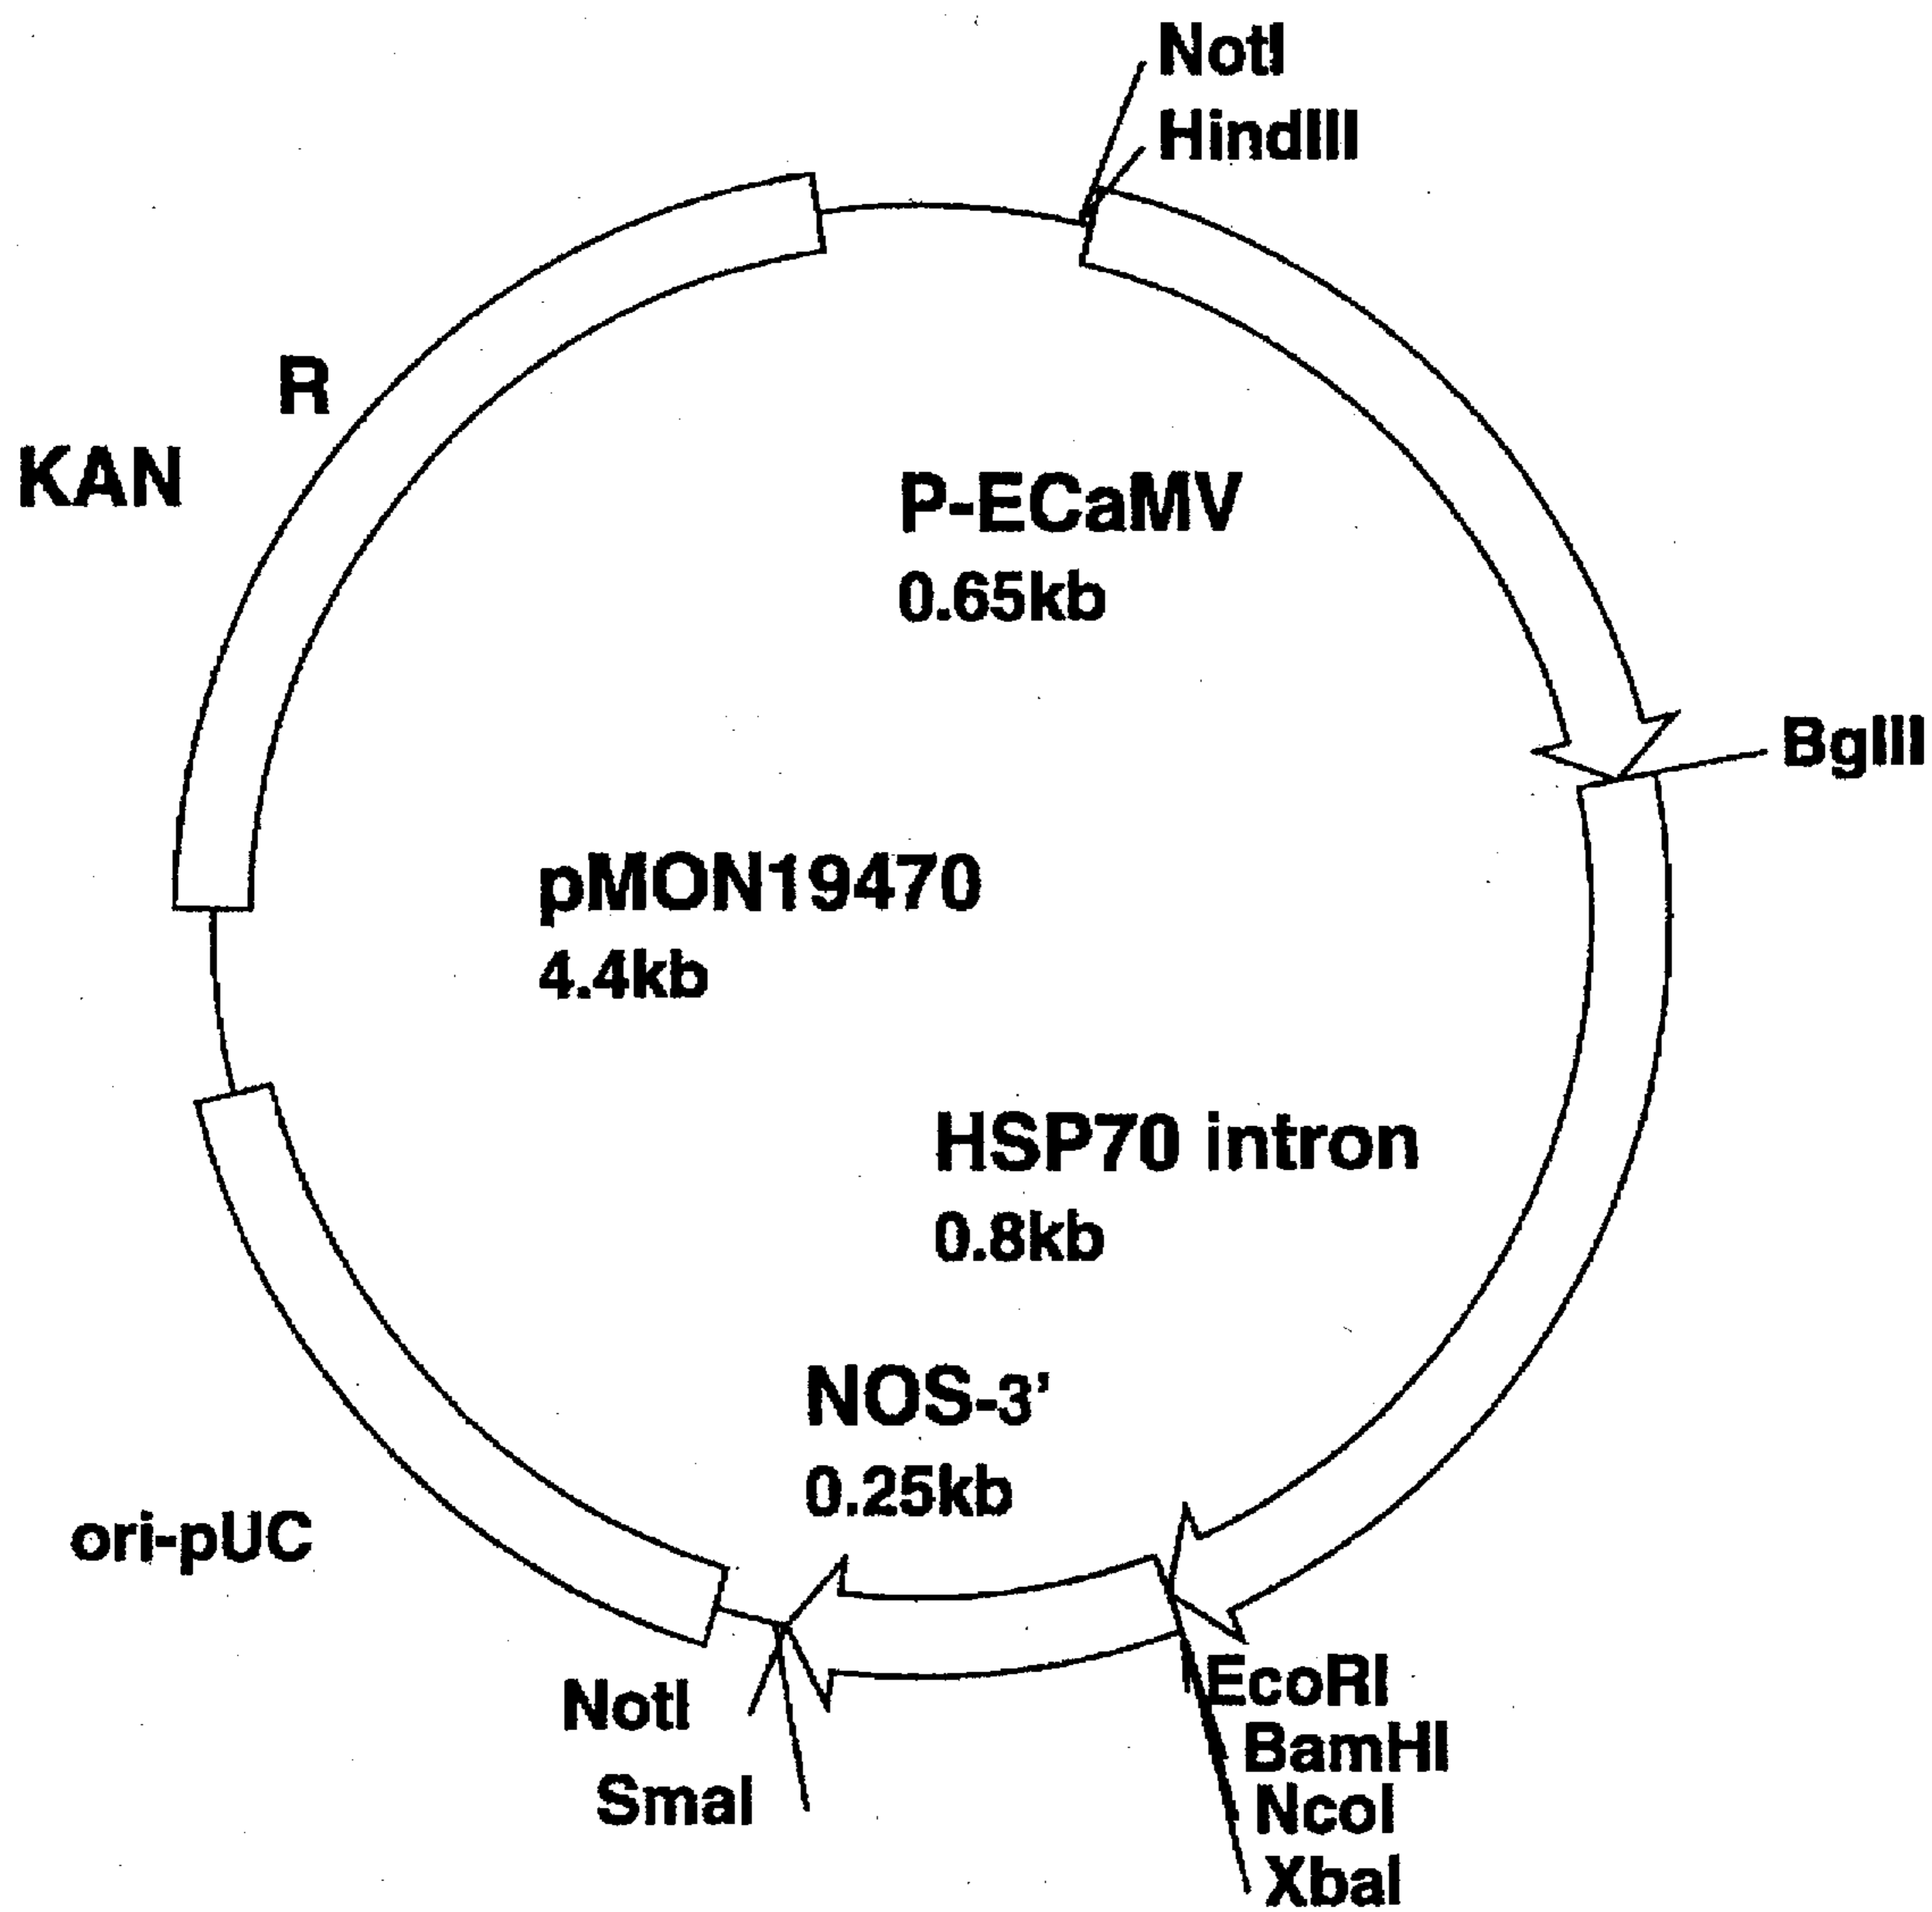 NotI
HindIII
R
KAN
P-ECaMV
0.65kb
BglII
pMON19470
4.4kb
HSP70 intron
0.8kb
NOS-3'
0.25kb
ori-pUC
EcoRI
NotI
BamHI
SmaI
NcoI
XbaI